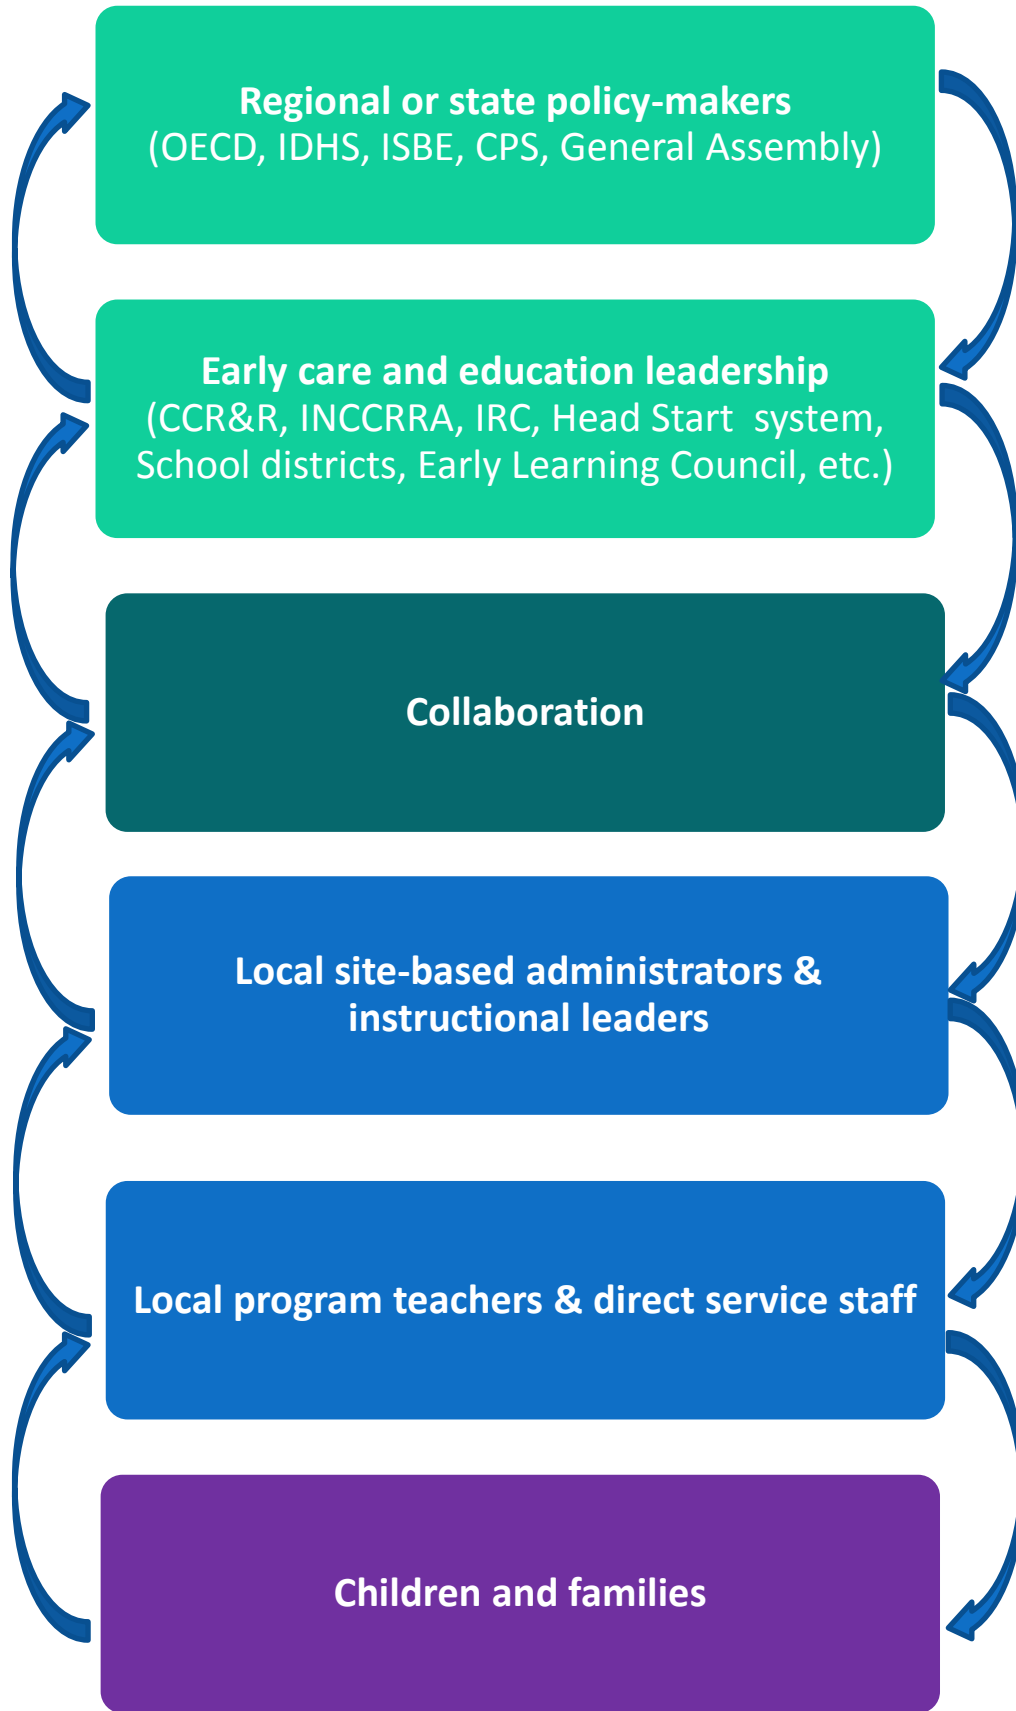 Regional or state policy-makers
(OECD, IDHS, ISBE, CPS, General Assembly)
Early care and education leadership
(CCR&R, INCCRRA, IRC, Head Start  system,
School districts, Early Learning Council, etc.)
Collaboration
Local site-based administrators &
instructional leaders
Local program teachers & direct service staff
Children and families